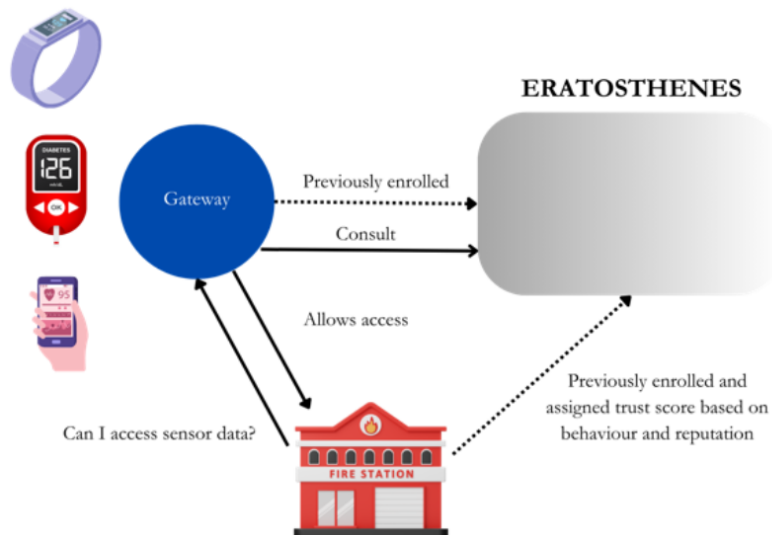 ERATOSTHENES
DIABETES
126
OK
Gateway
Previously enrolled
Consult
95
Allows access
Can I access sensor data?
Previously enrolled and
assigned trust score based on
behaviour and reputation
FIRE STATION